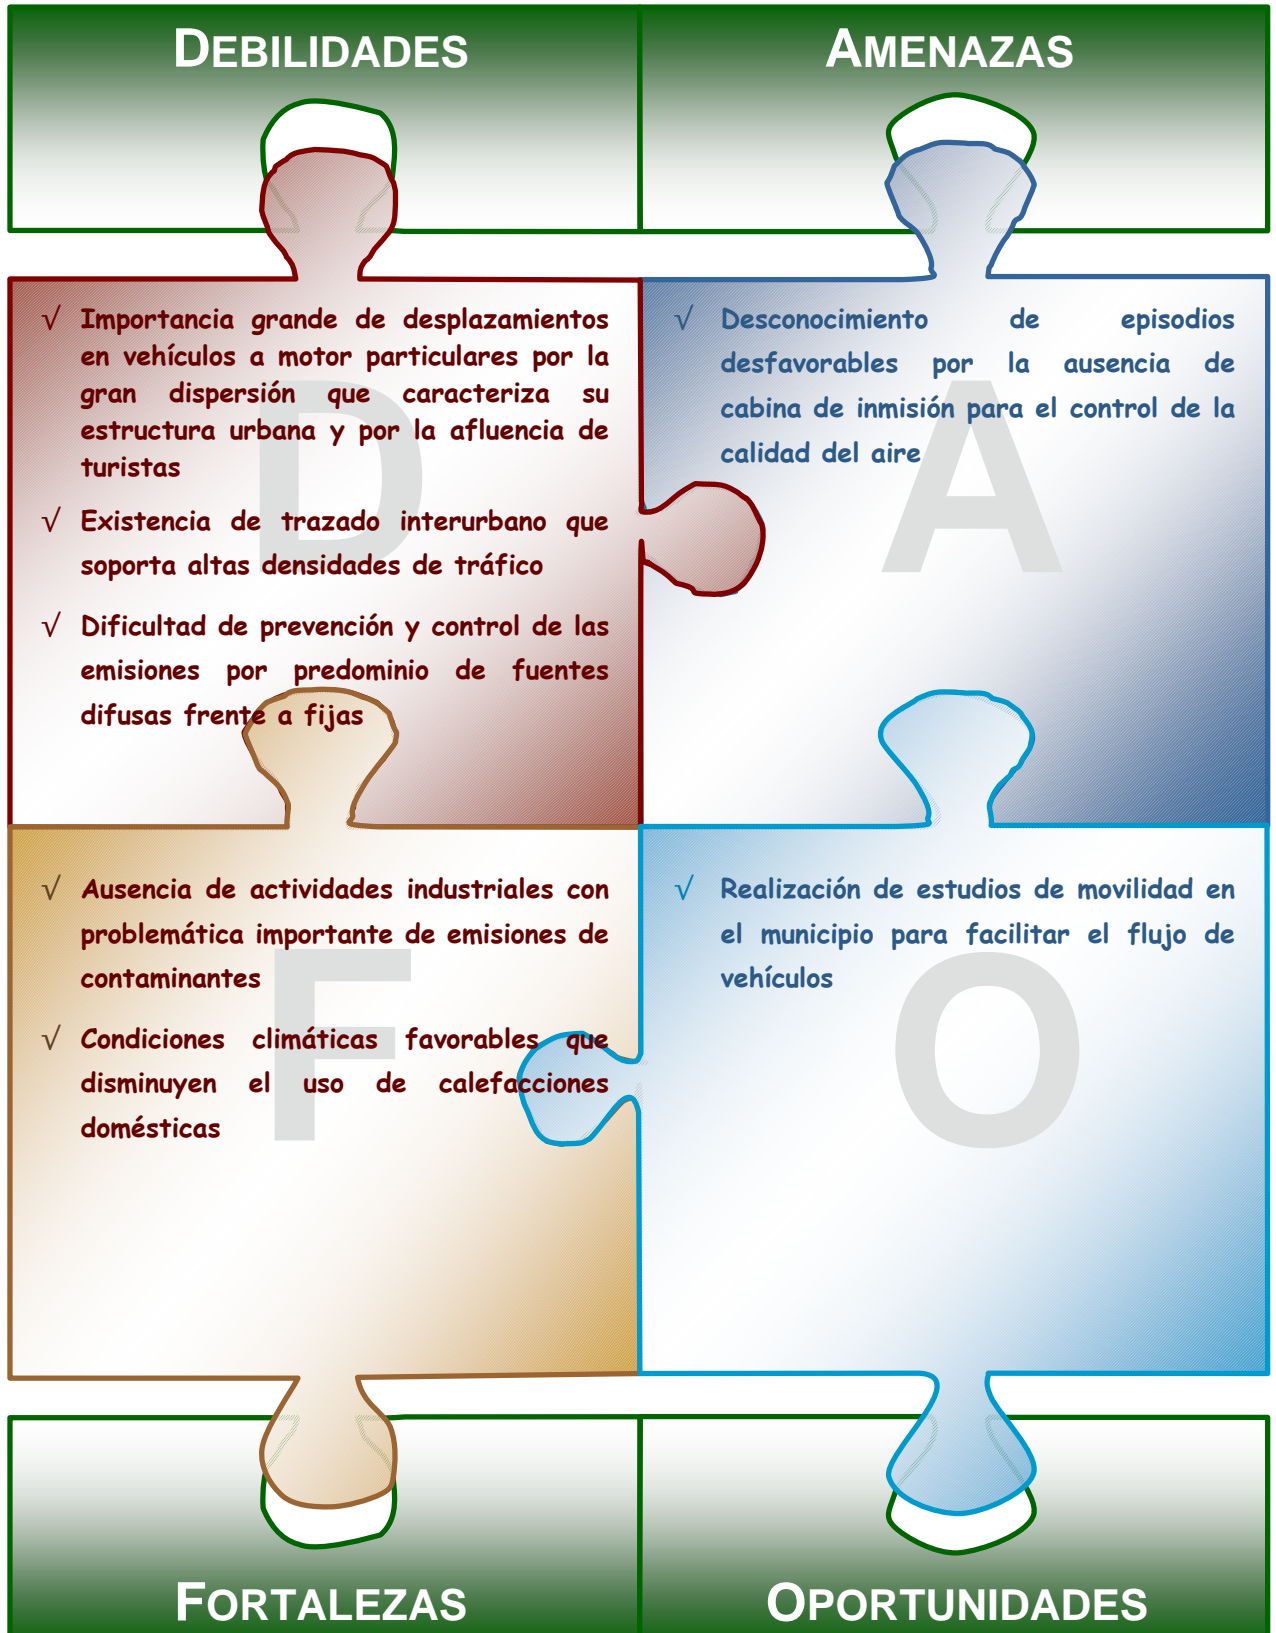 DEBILIDADES
AMENAZAS
√ Importancia grande de desplazamientos
en vehículos a motor particulares por la
gran dispersión que caracteriza su
estructura urbana y por la afluencia de
turistas
√ Existencia de trazado interurbano que
soporta altas densidades de tráfico
√ Dificultad de prevención y control de las
emisiones por predominio de fuentes
difusas frente a fijas
D
√ Desconocimiento de episodios
desfavorables por la ausencia de
cabina de inmisión para el control de la
calidad del aire
A
√ Ausencia de actividades industriales con
problemática importante de emisiones de
contaminantes
√ Condiciones climáticas favorables que
disminuyen el uso de calefacciones
domésticas
F
√ Realización de estudios de movilidad en
el municipio para facilitar el flujo de
vehículos
O
FORTALEZAS
OPORTUNIDADES